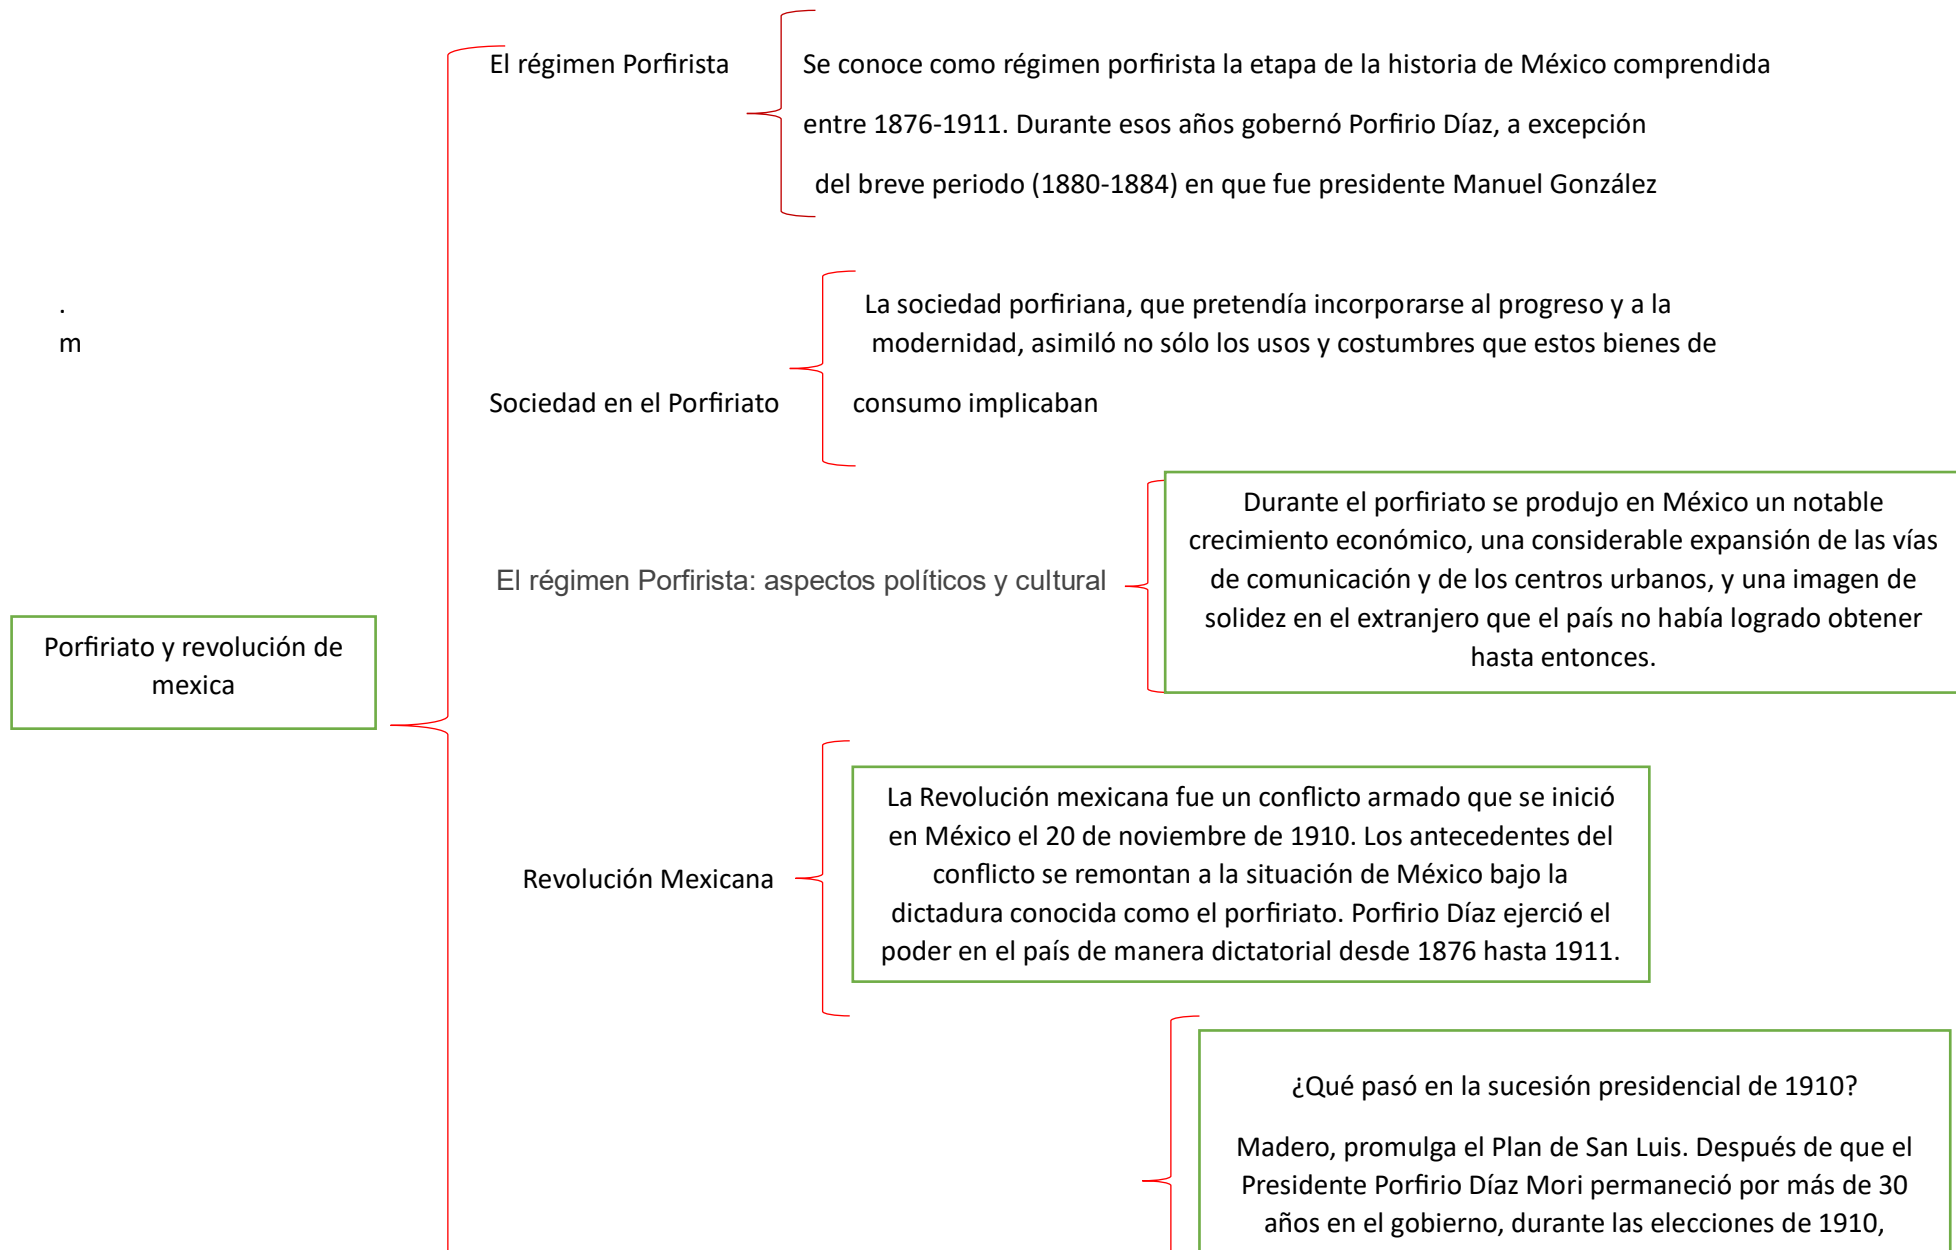 El régimen Porfirista
Se conoce como régimen porfirista la etapa de la historia de México comprendida
entre 1876-1911. Durante esos años gobernó Porfirio Díaz, a excepción
del breve periodo (1880-1884) en que fue presidente Manuel González
.
m
La sociedad porfiriana, que pretendía incorporarse al progreso y a la
modernidad, asimiló no sólo los usos y costumbres que estos bienes de
Sociedad en el Porfiriato
consumo implicaban
El régimen Porfirista: aspectos políticos y cultural
Durante el porfiriato se produjo en México un notable
crecimiento económico, una considerable expansión de las vías
de comunicación y de los centros urbanos, y una imagen de
solidez en el extranjero que el país no había logrado obtener
hasta entonces.
Porfiriato y revolución de
mexica
Revolución Mexicana
La Revolución mexicana fue un conflicto armado que se inició
en México el 20 de noviembre de 1910. Los antecedentes del
conflicto se remontan a la situación de México bajo la
dictadura conocida como el porfiriato. Porfirio Díaz ejerció el
poder en el país de manera dictatorial desde 1876 hasta 1911.
¿Qué pasó en la sucesión presidencial de 1910?
Madero, promulga el Plan de San Luis. Después de que el
Presidente Porfirio Díaz Mori permaneció por más de 30
años en el gobierno, durante las elecciones de 1910,